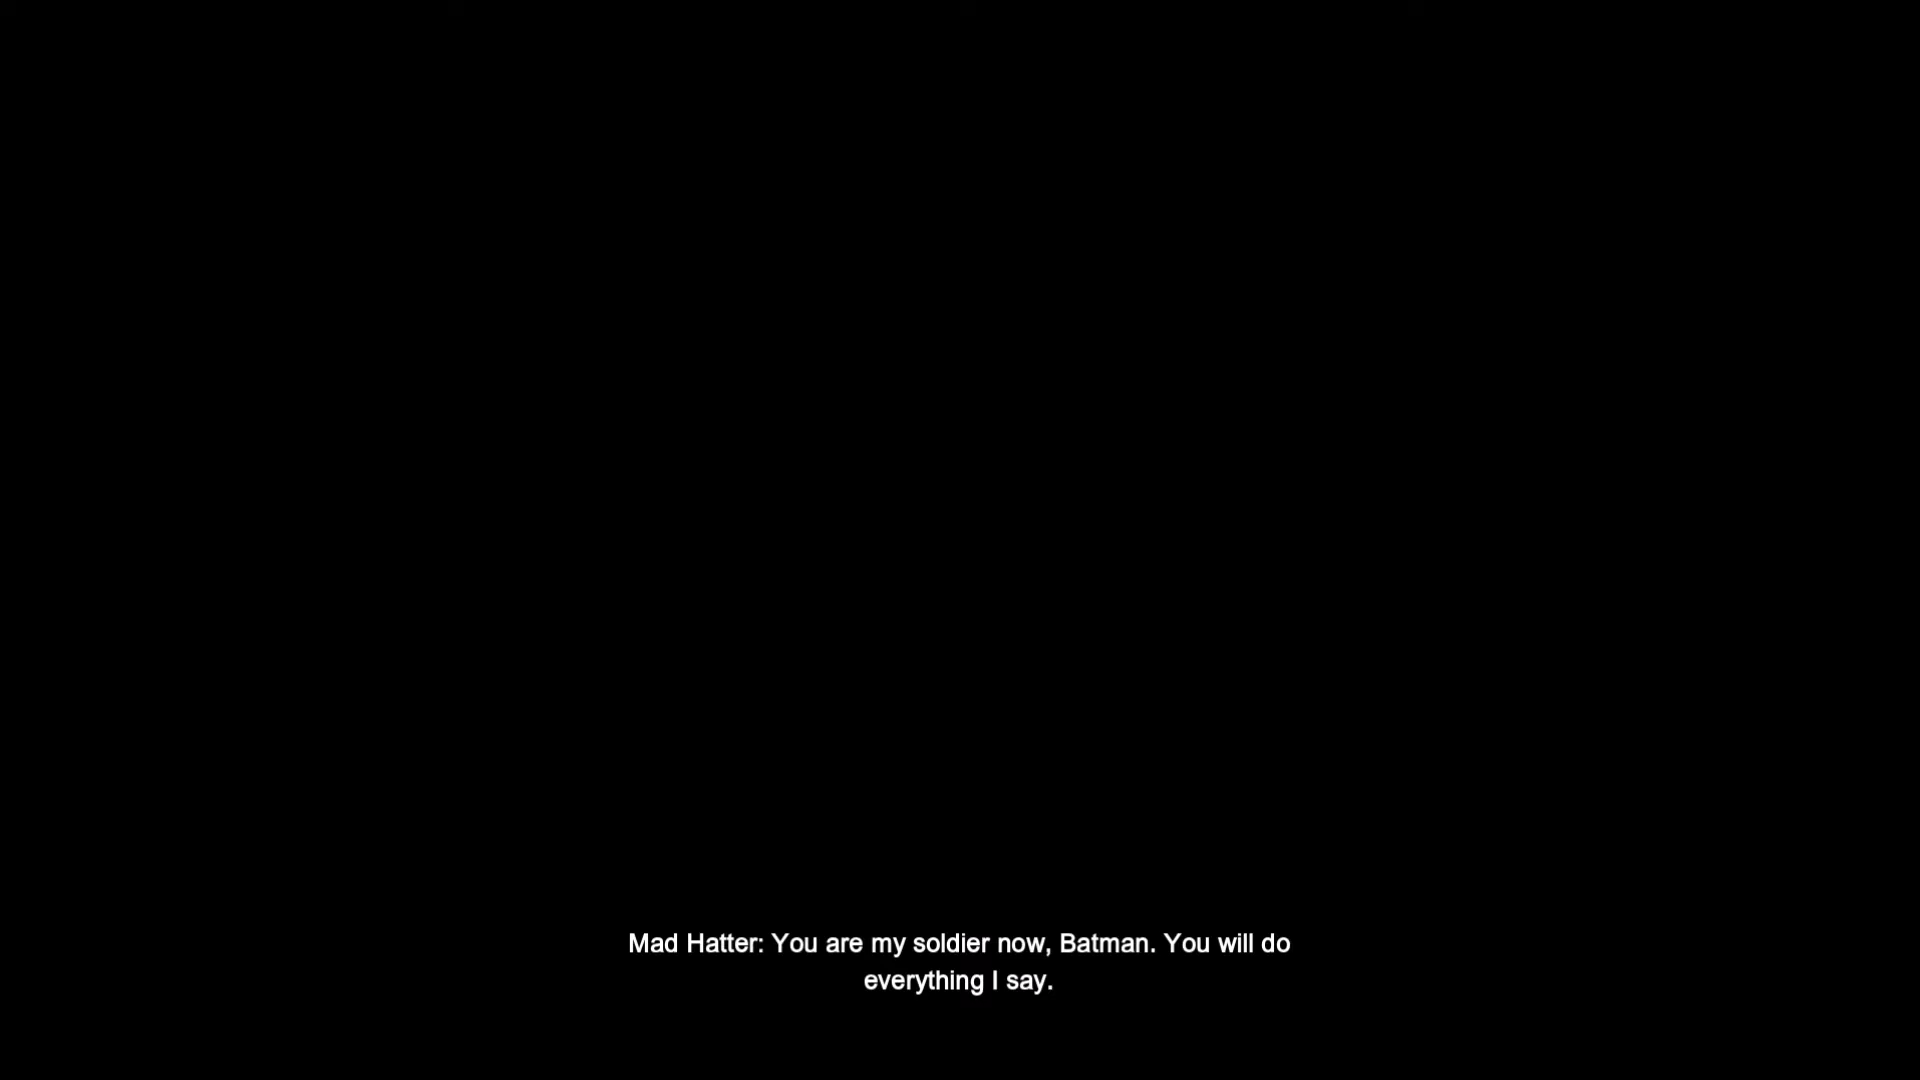 Mad Hatter: You are my soldier now, Batman. You will do
everything I say.